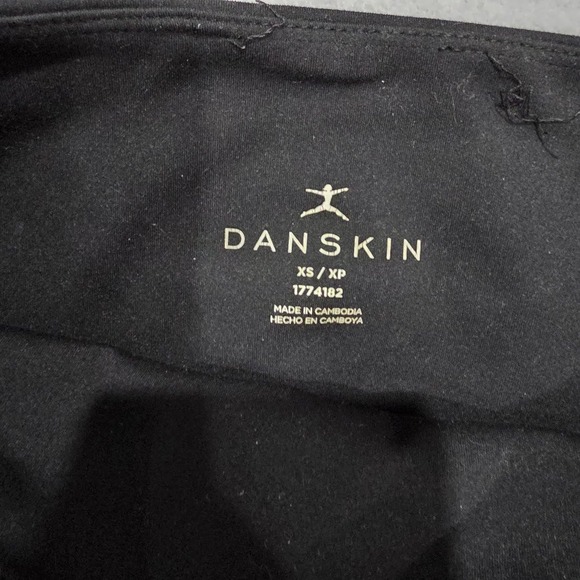 DANSKIN
XS / XP
1774182
MADE IN CAMBODIA
HECHO EN CAMBOYA